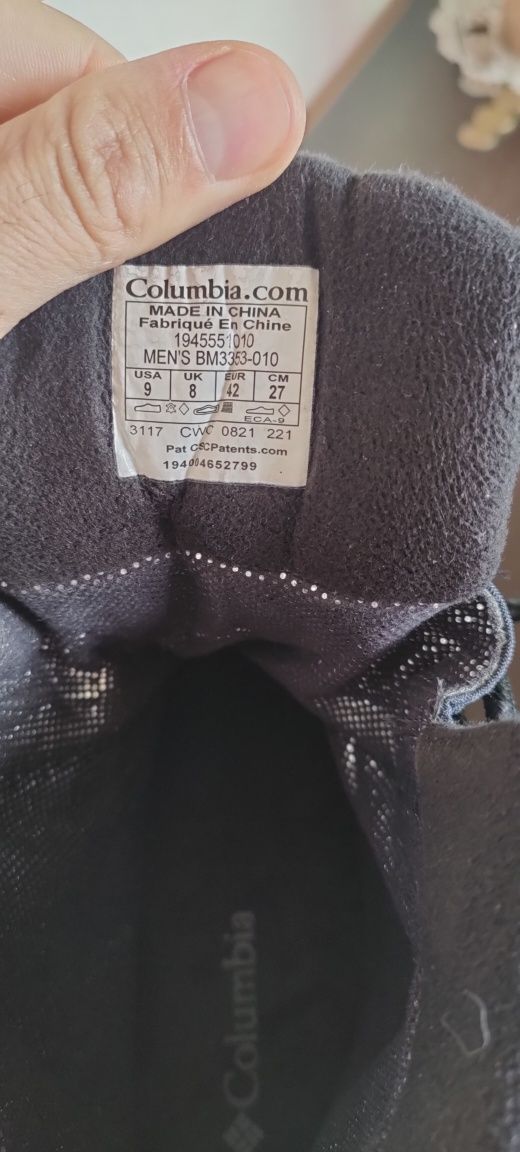 Columbia.com
MADE IN CHINA
Fabriqué En Chine
1945551010
MEN'S BM3353-010
USA UK EUR CM
9 8 42 27
ECA-9
3117 CWC 0821 221
Pat CSCPatents.com
194004652799
Columbia